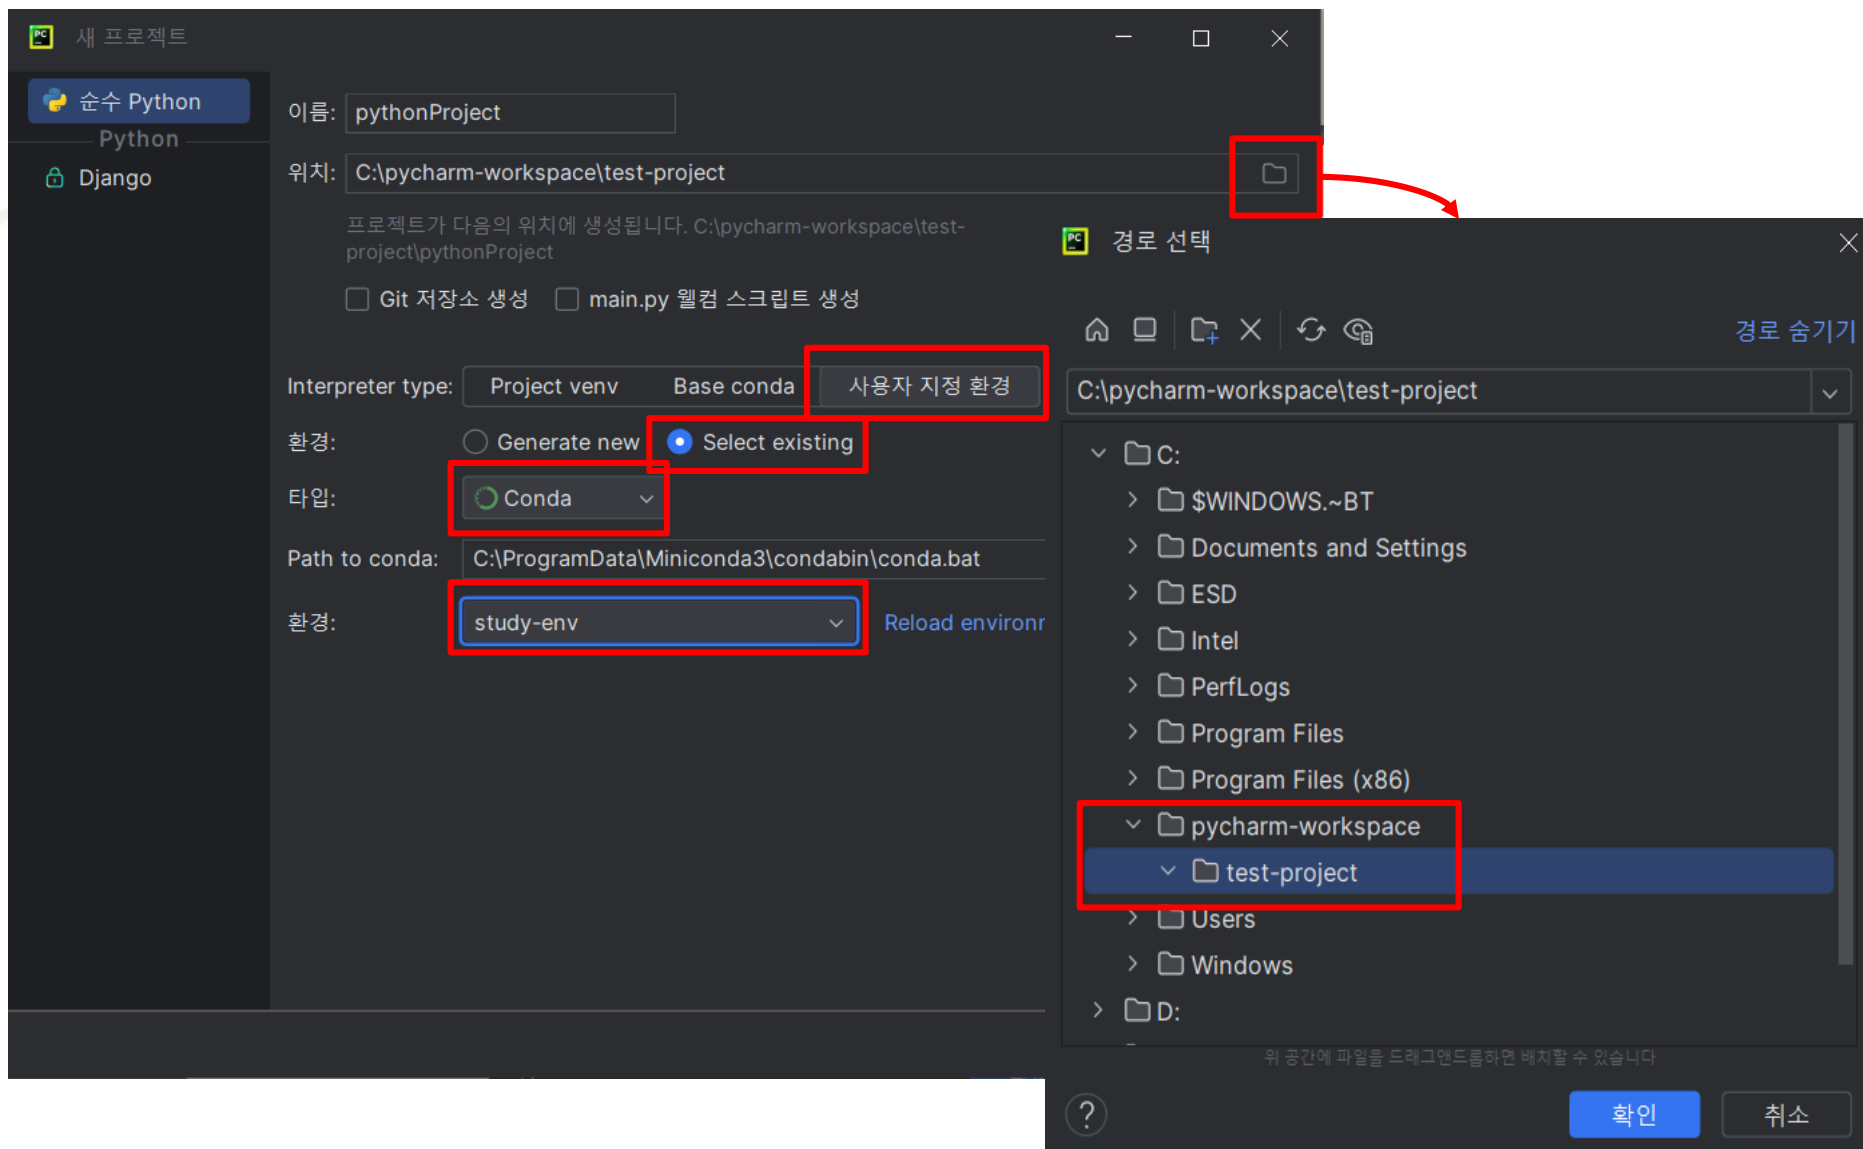 새 프로젝트
순수 Python
Python
Django
이름: pythonProject
위치: C:\pycharm-workspace\test-project
프로젝트가 다음의 위치에 생성됩니다. C:\pycharm-workspace\test-
project\pythonProject
Git 저장소 생성 main.py 웰컴 스크립트 생성
Interpreter type: Project venv Base conda 사용자 지정 환경
환경: Generate new Select existing
타입: Conda
Path to conda: C:\ProgramData\Miniconda3\condabin\conda.bat
환경: study-env Reload environr
경로 선택
경로 숨기기
C:\pycharm-workspace\test-project
C:
$WINDOWS.~BT
Documents and Settings
ESD
Intel
PerfLogs
Program Files
Program Files (x86)
pycharm-workspace
test-project
Users
Windows
D:
위 공간에 파일을 드래그앤드롭하면 배치할 수 있습니다
? 확인 취소